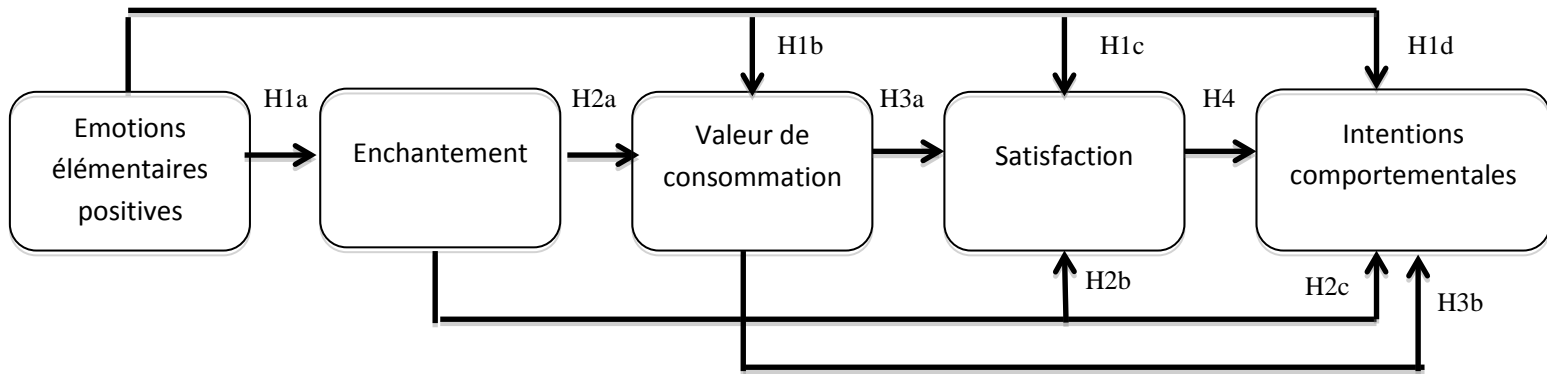 H1b
H1c
H1d
H1a
H2a
H3a
H4
Emotions
élémentaires
positives
Enchantement
Valeur de
consommation
Satisfaction
Intentions
comportementales
H2b
H2c
H3b